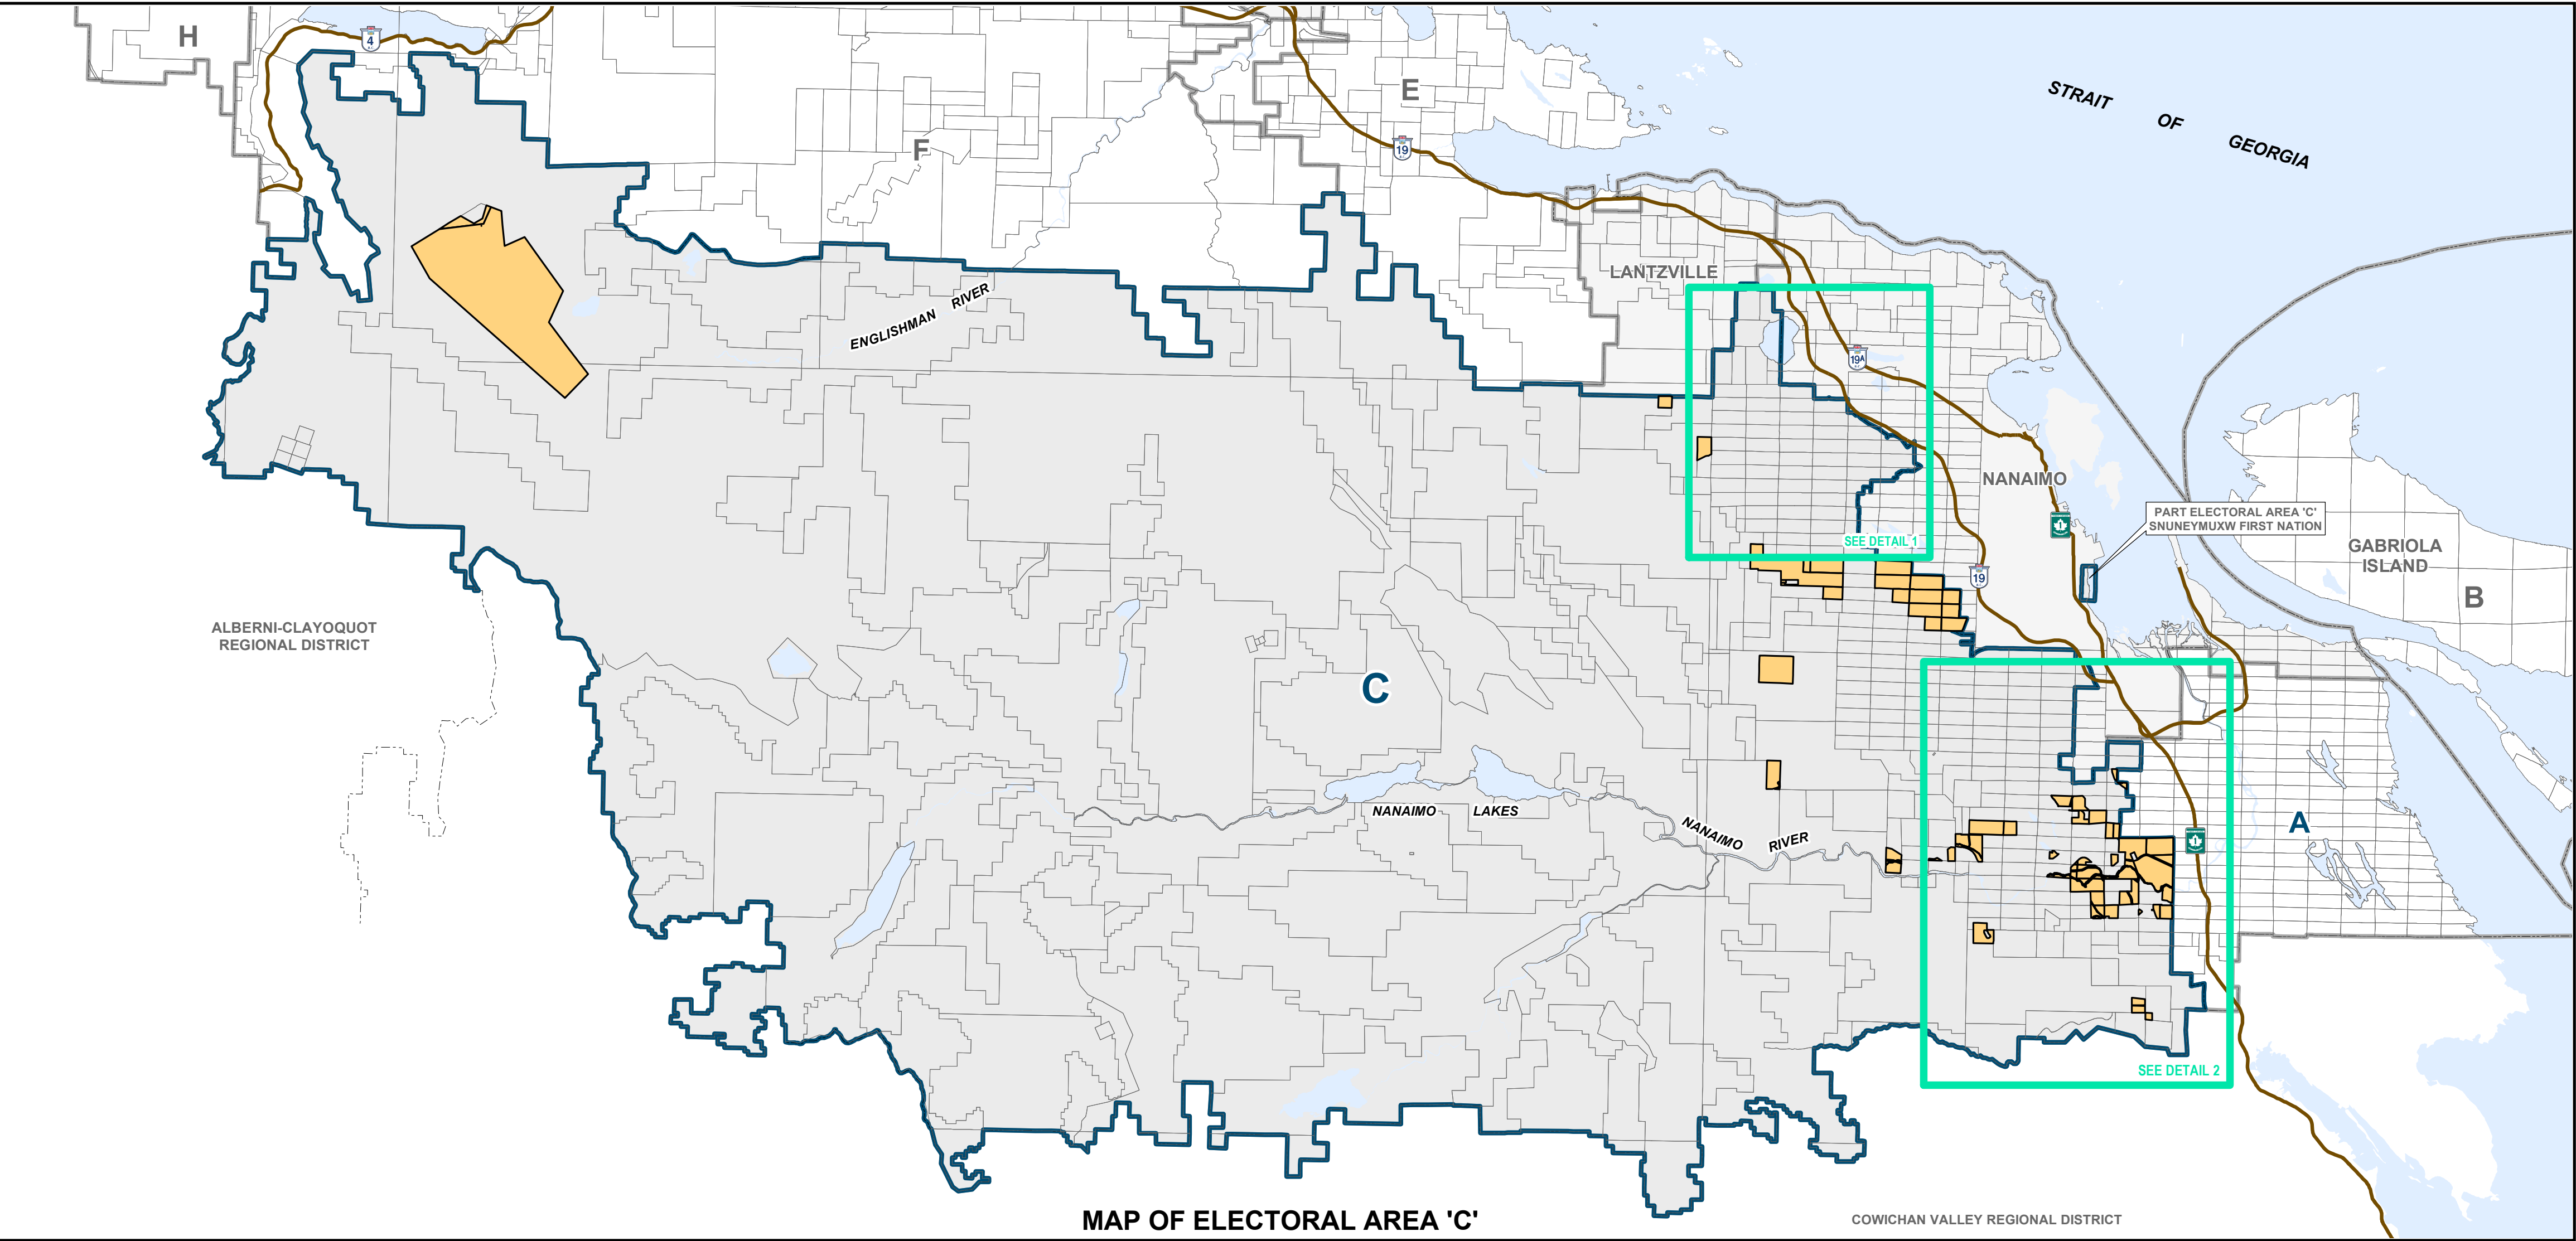 H
4
E
F
19
STRAIT OF GEORGIA
LANTZVILLE
ENGLISHMAN RIVER
19A
NANAIMO
PART ELECTORAL AREA 'C'
SNUNEYMUXW FIRST NATION
1
SEE DETAIL 1
GABRIOLA
ISLAND
B
19
ALBERNI-CLAYOQUOT
REGIONAL DISTRICT
C
NANAIMO LAKES
NANAIMO RIVER
A
1
SEE DETAIL 2
MAP OF ELECTORAL AREA 'C'
COWICHAN VALLEY REGIONAL DISTRICT